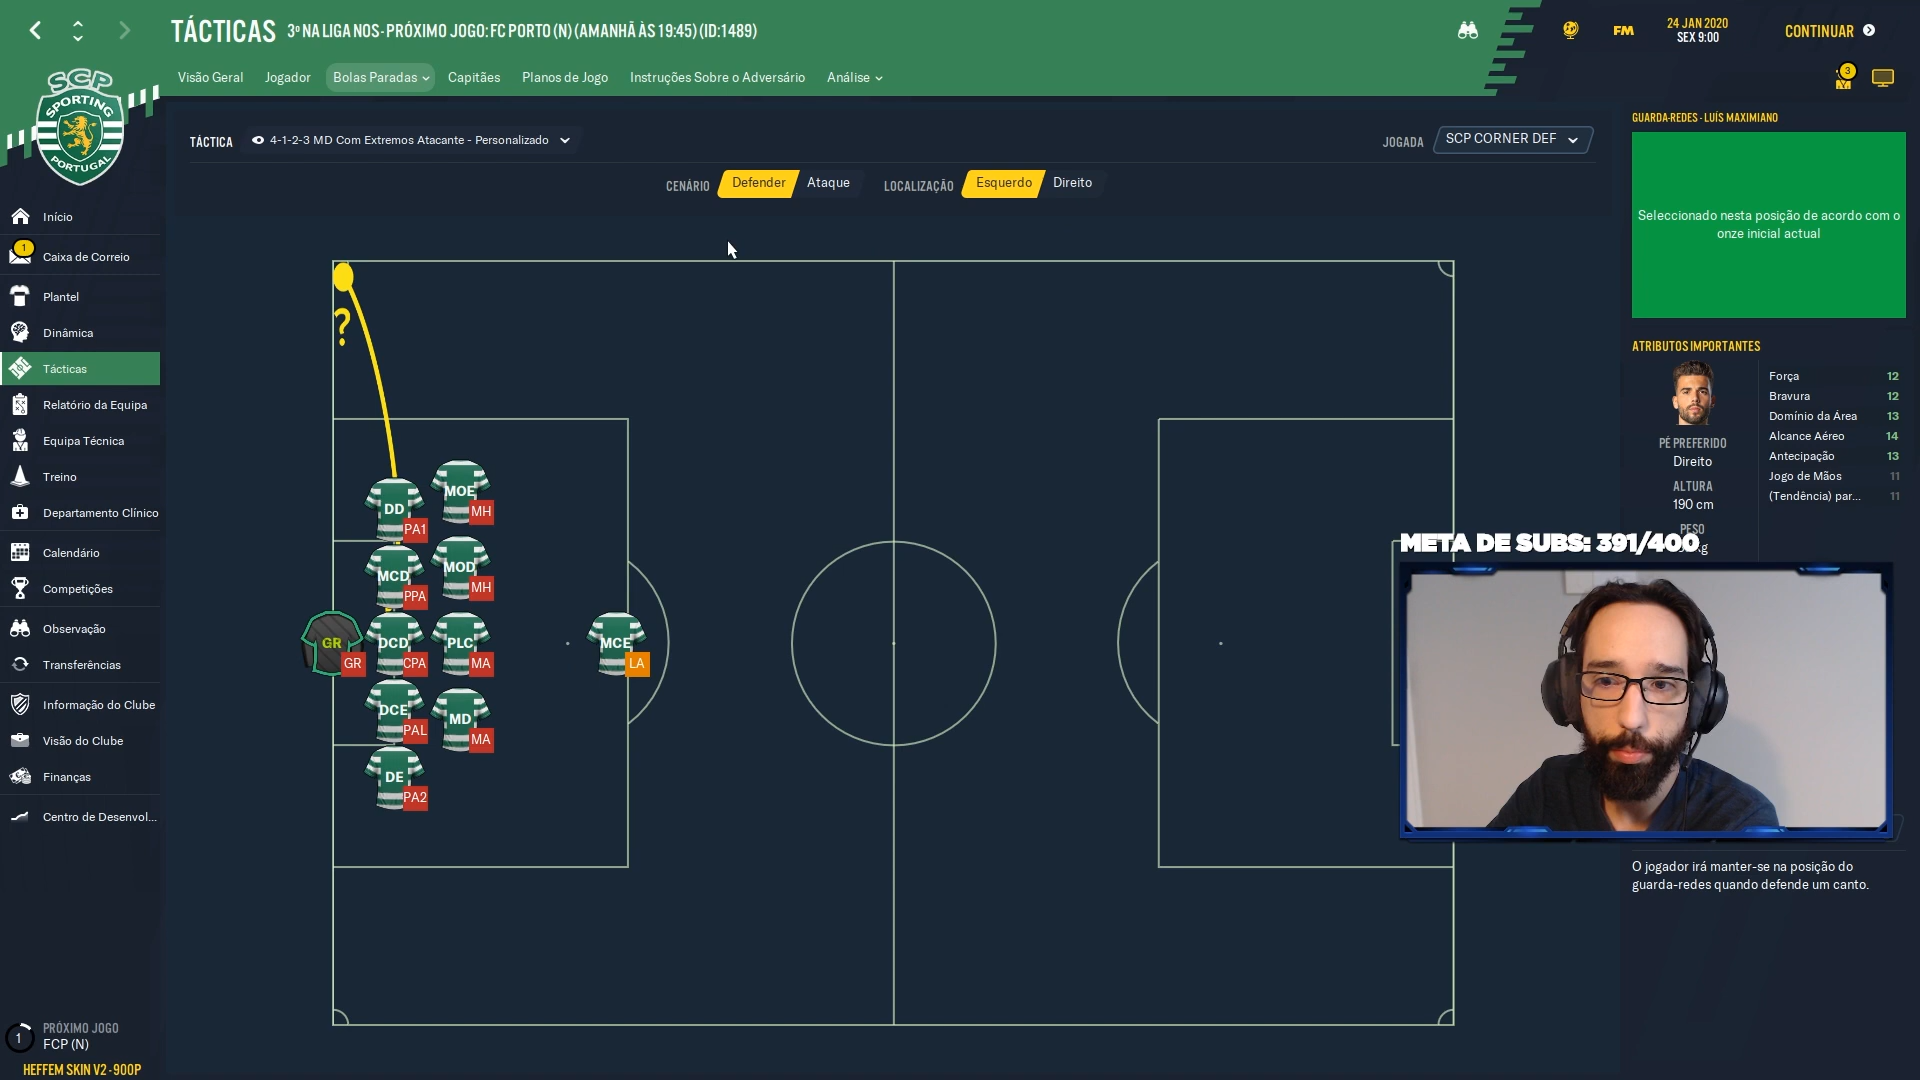 TÁCTICAS
3º NA LIGA NOS - PRÓXIMO JOGO: FC PORTO (N) (AMANHÃ ÀS 19:45) (ID:1489)
FM
24 JAN 2020
SEX 9:00
CONTINUAR
Visão Geral
Jogador
Bolas Paradas
Capitães
Planos de Jogo
Instruções Sobre o Adversário
Análise
3
SCP
SPORTING
PORTUGAL
TÁCTICA
4-1-2-3 MD Com Extremos Atacante - Personalizado
JOGADA
SCP CORNER DEF
CENÁRIO
Defender
Ataque
LOCALIZAÇÃO
Esquerdo
Direito
Início
1
Caixa de Correio
Plantel
Dinâmica
Tácticas
Relatório da Equipa
Equipa Técnica
Treino
Departamento Clínico
Calendário
Competições
Observação
Transferências
Informação do Clube
Visão do Clube
Finanças
Centro de Desenvol...
1
PRÓXIMO JOGO
FCP (N)
HEFFEM SKIN V2 - 900P
?
MOE
MH
DD
PA1
MOD
MH
MCD
PPA
GR
GR
DCD
CPA
PLC
MA
MCE
LA
DCE
PAL
MD
MA
DE
PA2
GUARDA-REDES - LUÍS MAXIMIANO
Seleccionado nesta posição de acordo com o
onze inicial actual
ATRIBUTOS IMPORTANTES
Força 12
Bravura 12
Domínio da Área 13
Alcance Aéreo 14
Antecipação 13
Jogo de Mãos 11
(Tendência) par... 11
PÉ PREFERIDO
Direito
ALTURA
190 cm
PESO
META DE SUBS: 391/400
O jogador irá manter-se na posição do
guarda-redes quando defende um canto.